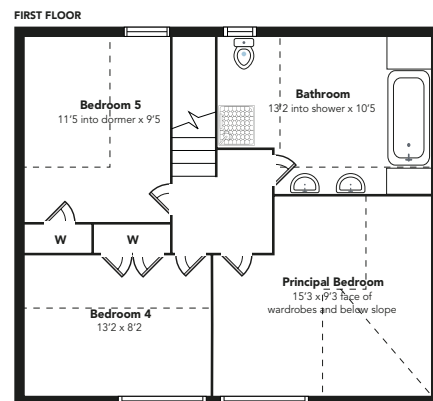 FIRST FLOOR
Bedroom 5
11'5 into dormer x 9'5
Bathroom
13'2 into shower x 10'5
W
W
Bedroom 4
13'2 x 8'2
Principal Bedroom
15'3 x 9'3 face of
wardrobes and below slope